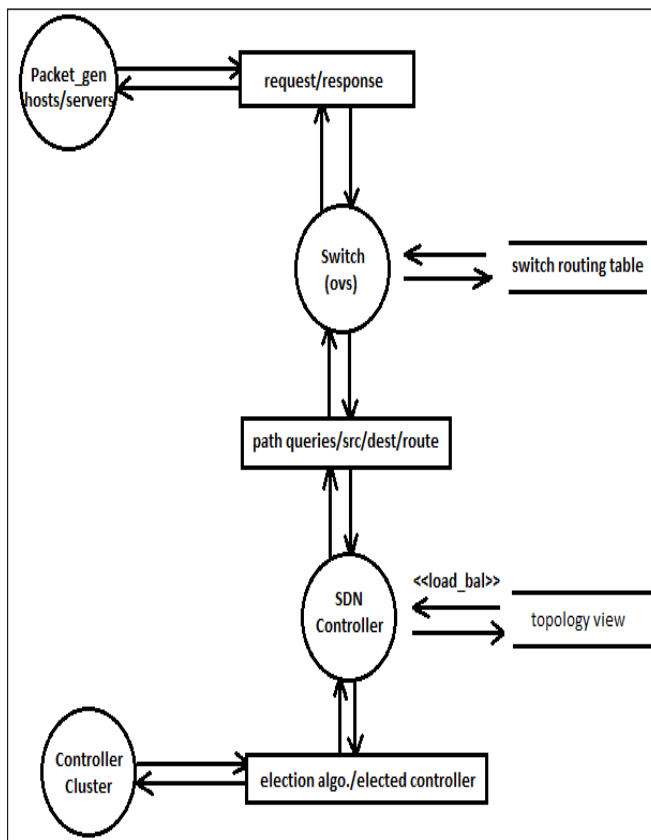 Packet_gen
hosts/servers
request/response
Switch
(ovs)
switch routing table
path queries/src/dest/route
<<load_bal>>
SDN
Controller
topology view
Controller
Cluster
election algo./elected controller